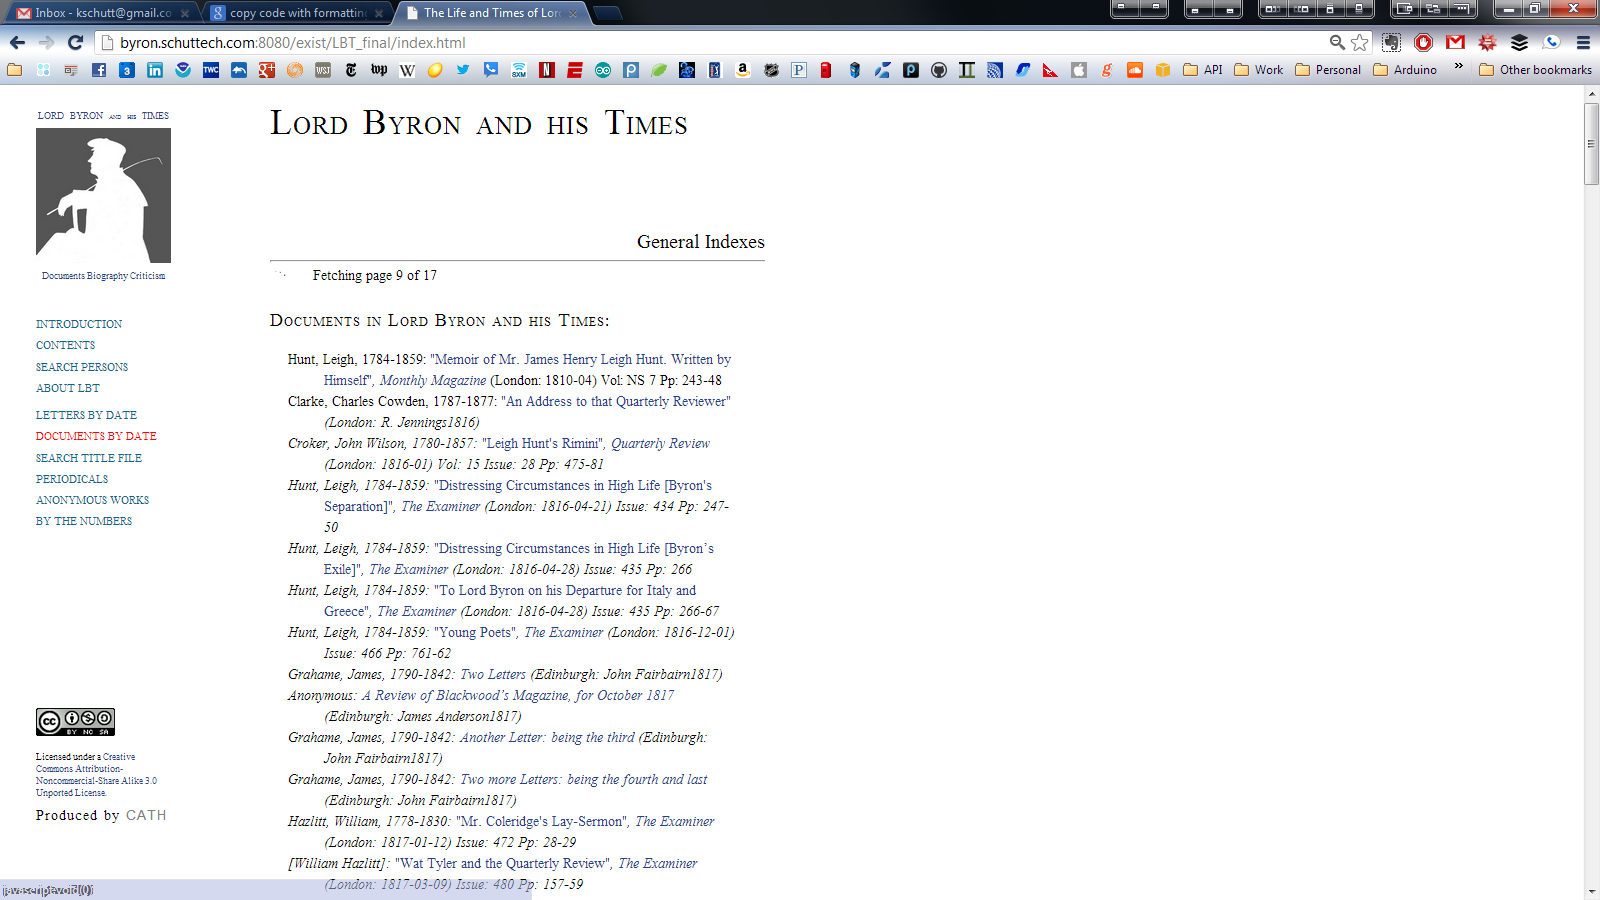 Inbox - kschutt@gmail.co
copy code with formattin
The Life and Times of Lor
byron.schuttech.com:8080/exist/LBT_final/index.html
API
Work
Personal
Arduino
»
Other bookmarks
LORD BYRON AND HIS TIMES
Documents Biography Criticism
INTRODUCTION
CONTENTS
SEARCH PERSONS
ABOUT LBT
LETTERS BY DATE
DOCUMENTS BY DATE
SEARCH TITLE FILE
PERIODICALS
ANONYMOUS WORKS
BY THE NUMBERS
BY NC SA
Licensed under a Creative
Commons Attribution-
Noncommercial-Share Alike 3.0
Unported License.
Produced by CATH
LORD BYRON AND HIS TIMES
General Indexes
Fetching page 9 of 17
DOCUMENTS IN LORD BYRON AND HIS TIMES:
Hunt, Leigh, 1784-1859: "Memoir of Mr. James Henry Leigh Hunt. Written by
Himself", Monthly Magazine (London: 1810-04) Vol: NS 7 Pp: 243-48
Clarke, Charles Cowden, 1787-1877: "An Address to that Quarterly Reviewer"
(London: R. Jennings1816)
Croker, John Wilson, 1780-1857: "Leigh Hunt's Rimini", Quarterly Review
(London: 1816-01) Vol: 15 Issue: 28 Pp: 475-81
Hunt, Leigh, 1784-1859: "Distressing Circumstances in High Life [Byron's
Separation]", The Examiner (London: 1816-04-21) Issue: 434 Pp: 247-
50
Hunt, Leigh, 1784-1859: "Distressing Circumstances in High Life [Byron’s
Exile]", The Examiner (London: 1816-04-28) Issue: 435 Pp: 266
Hunt, Leigh, 1784-1859: "To Lord Byron on his Departure for Italy and
Greece", The Examiner (London: 1816-04-28) Issue: 435 Pp: 266-67
Hunt, Leigh, 1784-1859: "Young Poets", The Examiner (London: 1816-12-01)
Issue: 466 Pp: 761-62
Grahame, James, 1790-1842: Two Letters (Edinburgh: John Fairbairn1817)
Anonymous: A Review of Blackwood’s Magazine, for October 1817
(Edinburgh: James Anderson1817)
Grahame, James, 1790-1842: Another Letter: being the third (Edinburgh:
John Fairbairn1817)
Grahame, James, 1790-1842: Two more Letters: being the fourth and last
(Edinburgh: John Fairbairn1817)
Hazlitt, William, 1778-1830: "Mr. Coleridge's Lay-Sermon", The Examiner
(London: 1817-01-12) Issue: 472 Pp: 28-29
[William Hazlitt]: "Wat Tyler and the Quarterly Review", The Examiner
(London: 1817-03-09) Issue: 480 Pp: 157-59
javascript:void(0)